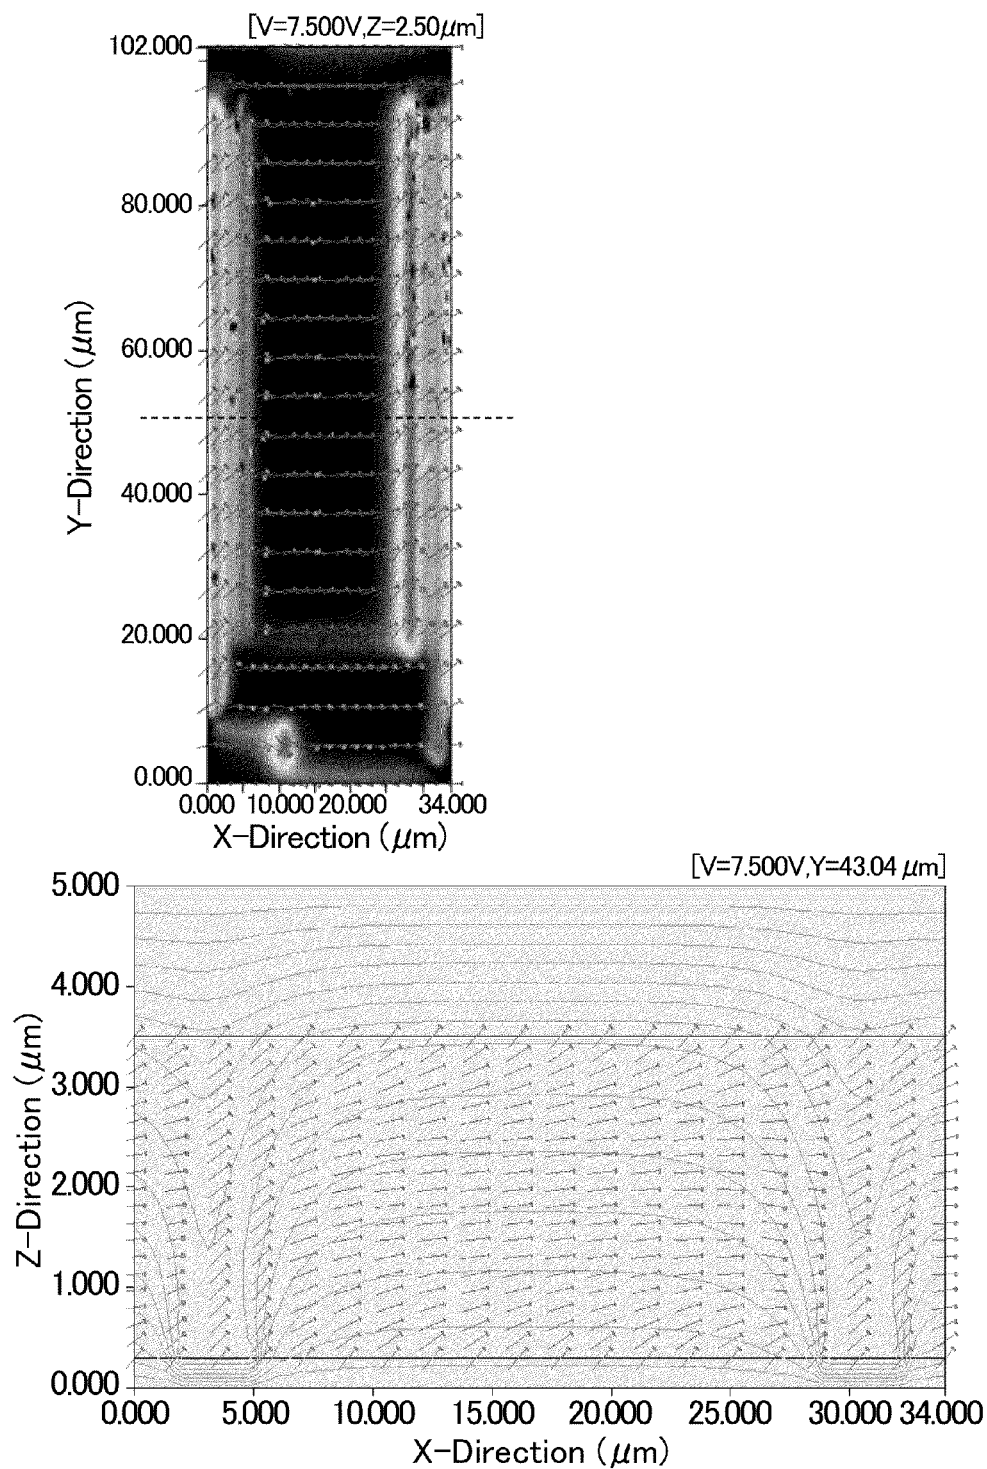 [V=7.500V,Z=2.50μm]
102.000
80.000
60.000
40.000
20.000
0.000
Y-Direction (μm)
0.000 10.000 20.000 34.000
X-Direction (μm)
[V=7.500V,Y=43.04 μm]
5.000
4.000
3.000
2.000
1.000
0.000
Z-Direction (μm)
0.000 5.000 10.000 15.000 20.000 25.000 30.000 34.000
X-Direction (μm)